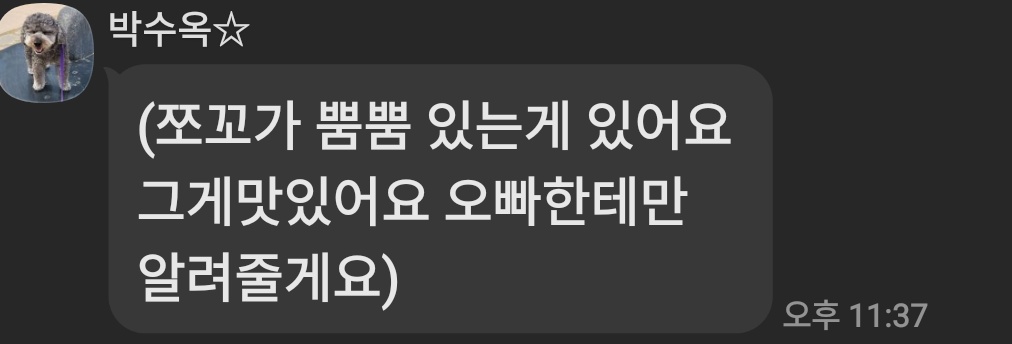 박수옥☆
(쪼꼬가 뿜뿜 있는게 있어요
그게맛있어요 오빠한테만
알려줄게요)
오후 11:37